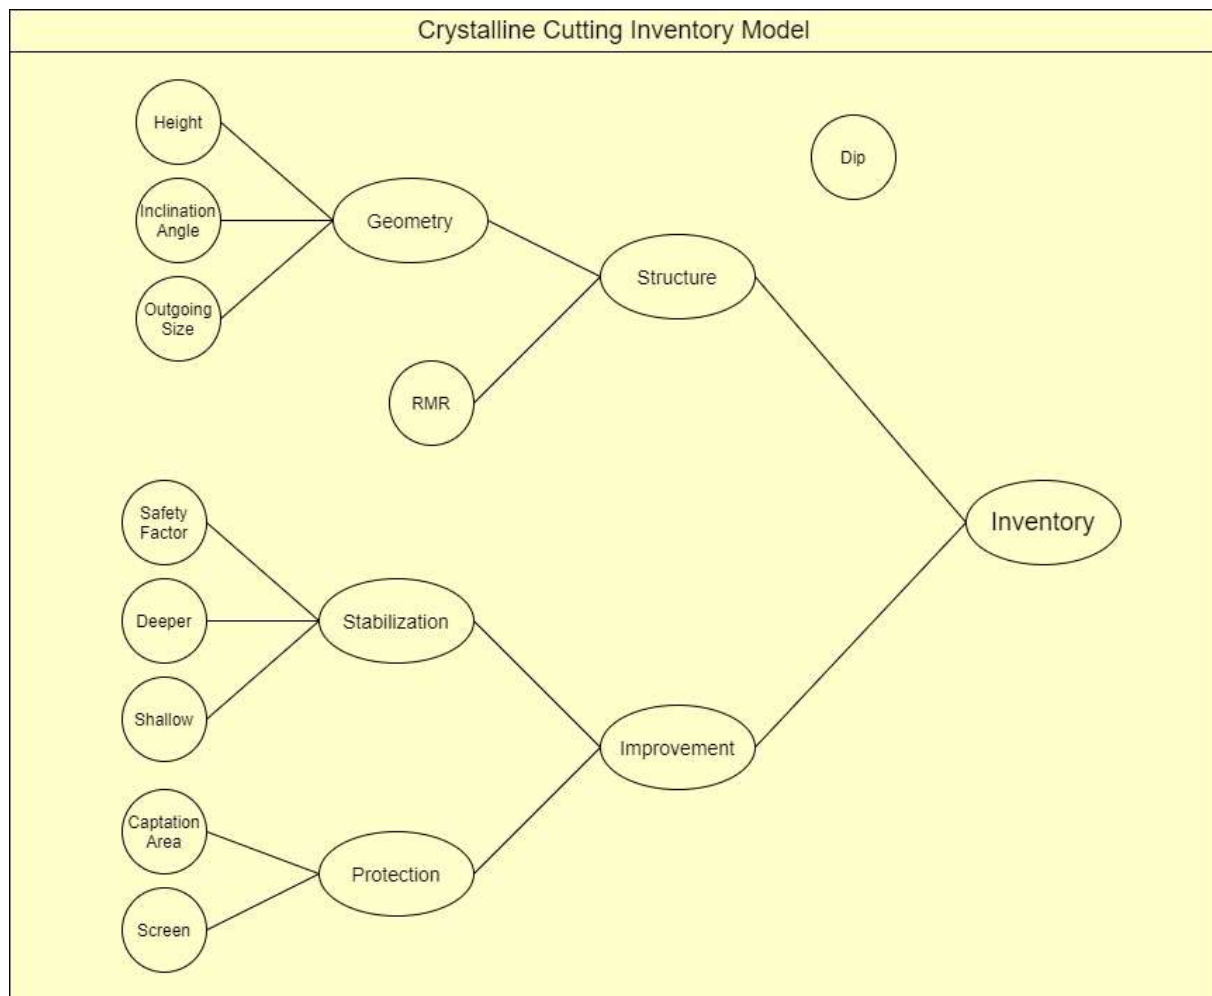 Crystalline Cutting Inventory Model
Height
Dip
Inclination
Angle
Geometry
Structure
Outgoing
Size
RMR
Safety
Factor
Inventory
Deeper
Stabilization
Shallow
Improvement
Captation
Area
Protection
Screen